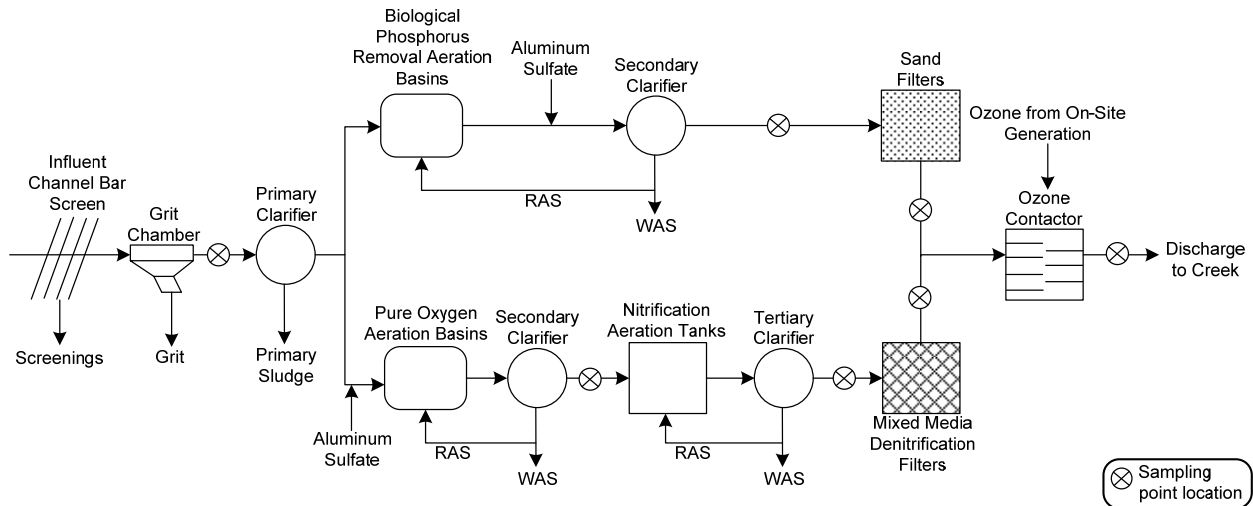 Biological
Phosphorus
Removal Aeration
Basins
Aluminum
Sulfate
Secondary
Clarifier
Sand
Filters
Ozone from On-Site
Generation
Influent
Channel Bar
Screen
Grit
Chamber
Primary
Clarifier
RAS
WAS
Ozone
Contactor
Discharge
to Creek
Screenings
Grit
Primary
Sludge
Pure Oxygen
Aeration Basins
Secondary
Clarifier
Nitrification
Aeration Tanks
Tertiary
Clarifier
Aluminum
Sulfate
RAS
WAS
RAS
WAS
Mixed Media
Denitrification
Filters
Sampling
point location